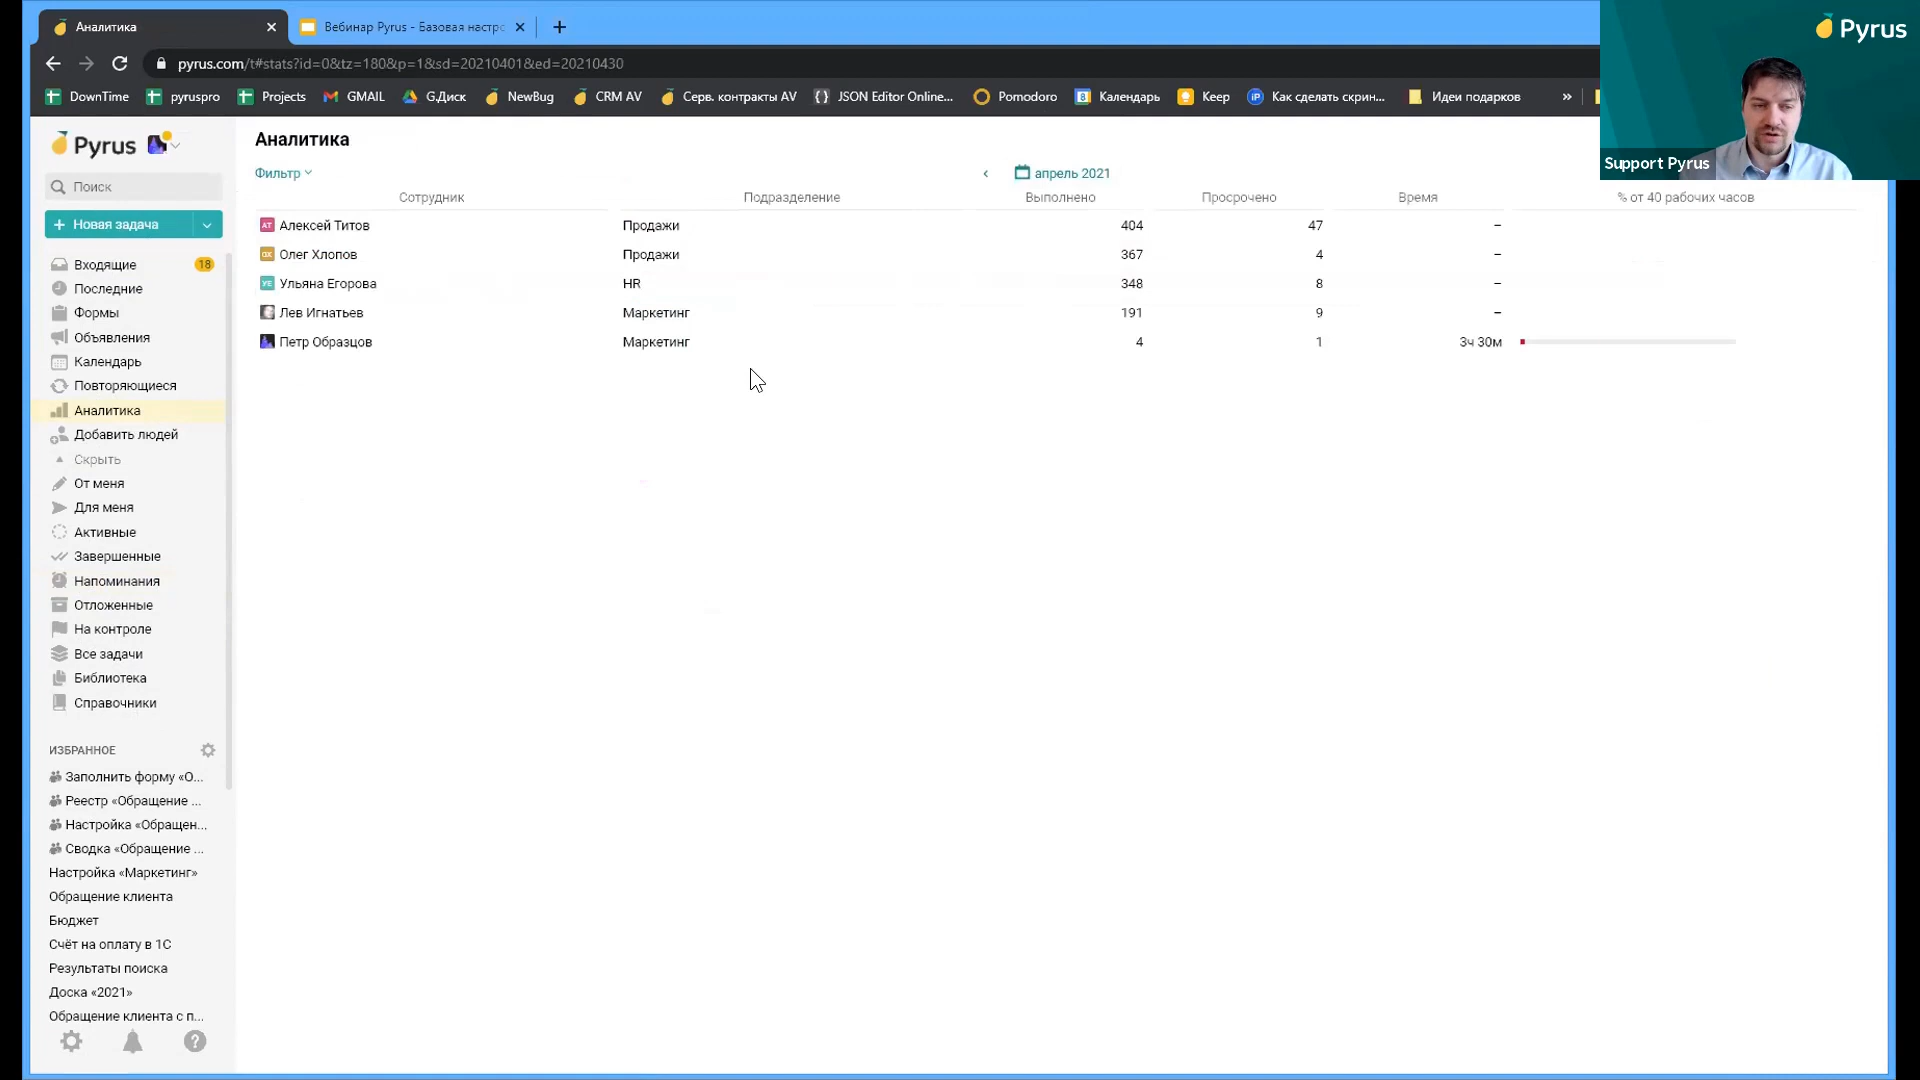 Аналитика
Вебинар Pyrus - Базовая настро
pyrus.com/t#stats?id=0&tz=180&p=1&sd=20210401&ed=20210430
DownTime
pyruspro
Projects
GMAIL
G.Диск
NewBug
CRM AV
Серв. контракты AV
JSON Editor Online...
Pomodoro
Календарь
Keep
Как сделать скрин...
Идеи подарков
»
Pyrus
Support Pyrus
Pyrus
Поиск
+ Новая задача
Входящие 18
Последние
Формы
Объявления
Календарь
Повторяющиеся
Аналитика
Добавить людей
Скрыть
От меня
Для меня
Активные
Завершенные
Напоминания
Отложенные
На контроле
Все задачи
Библиотека
Справочники
ИЗБРАННОЕ
Заполнить форму «О...
Реестр «Обращение ...
Настройка «Обращен...
Сводка «Обращение ...
Настройка «Маркетинг»
Обращение клиента
Бюджет
Счёт на оплату в 1С
Результаты поиска
Доска «2021»
Обращение клиента с п...
Аналитика
Фильтр
апрель 2021
Сотрудник Подразделение Выполнено Просрочено Время % от 40 рабочих часов
АТ Алексей Титов Продажи 404 47 –
ОХ Олег Хлопов Продажи 367 4 –
УЕ Ульяна Егорова HR 348 8 –
Лев Игнатьев Маркетинг 191 9 –
Петр Образцов Маркетинг 4 1 3ч 30м